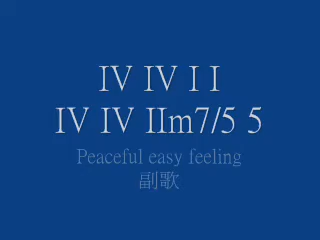 IV IV I I
IV IV IIm7/5 5
Peaceful easy feeling
副歌